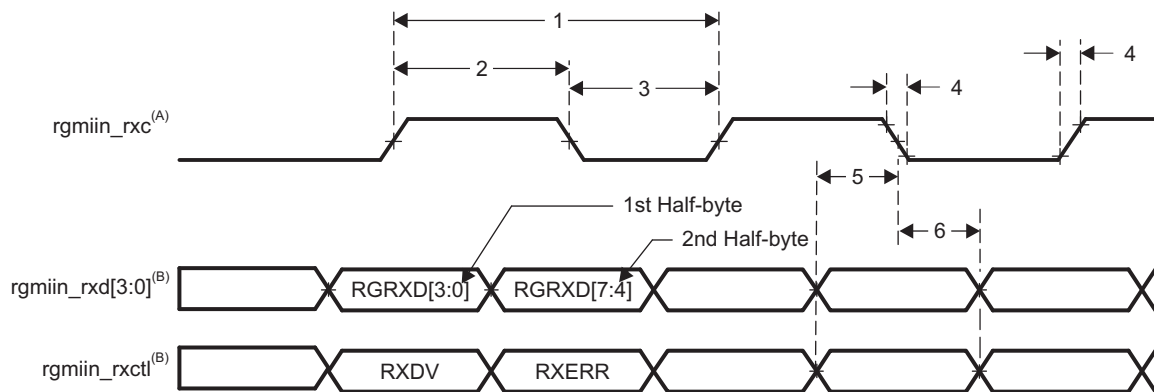 1
2
3
4
4
rgmiin_rxc(A)
5
1st Half-byte
6
2nd Half-byte
rgmiin_rxd[3:0](B)
RGRXD[3:0]
RGRXD[7:4]
rgmiin_rxctl(B)
RXDV
RXERR